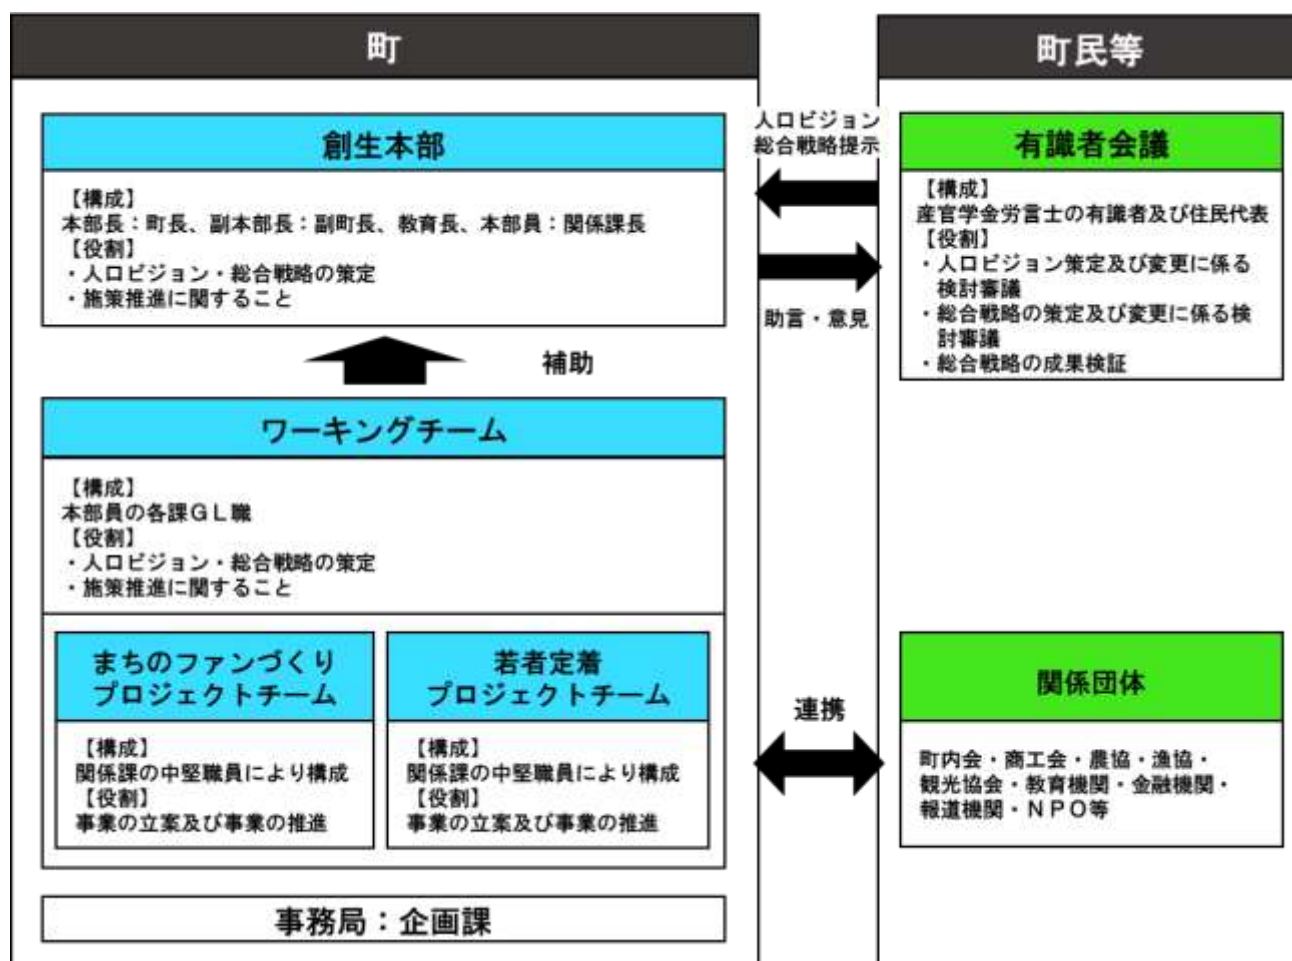 町
創生本部
【構成】
本部長：町長、副本部長：副町長、教育長、本部員：関係課長
【役割】
・人口ビジョン・総合戦略の策定
・施策推進に関すること
補助
ワーキングチーム
【構成】
本部員の各課ＧＬ職
【役割】
・人口ビジョン・総合戦略の策定
・施策推進に関すること
まちのファンづくり
プロジェクトチーム
【構成】
関係課の中堅職員により構成
【役割】
事業の立案及び事業の推進
若者定着
プロジェクトチーム
【構成】
関係課の中堅職員により構成
【役割】
事業の立案及び事業の推進
事務局：企画課
人口ビジョン
総合戦略提示
助言・意見
連携
町民等
有識者会議
【構成】
産官学金労言士の有識者及び住民代表
【役割】
・人口ビジョン策定及び変更に係る
検討審議
・総合戦略の策定及び変更に係る検
討審議
・総合戦略の成果検証
関係団体
町内会・商工会・農協・漁協・
観光協会・教育機関・金融機関・
報道機関・ＮＰＯ等